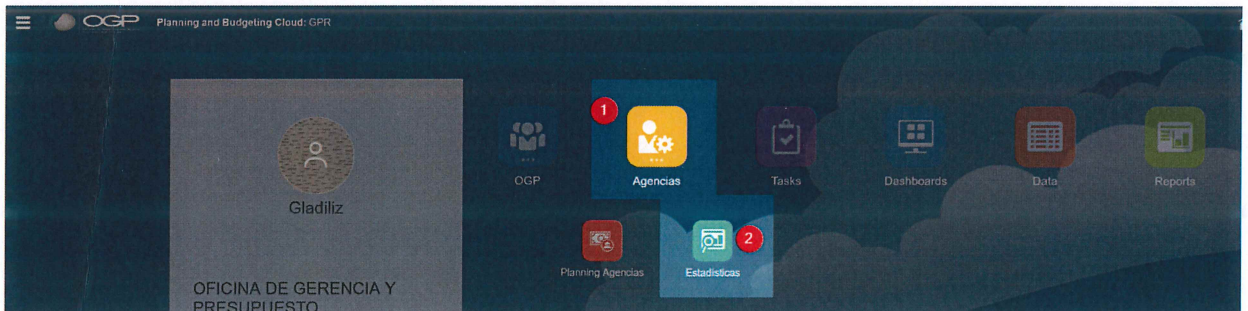 OGP Planning and Budgeting Cloud: GPR
1
OGP
Agencias
Tasks
Dashboards
Data
Reports
Gladiliz
Planning Agencias
Estadísticas
2
OFICINA DE GERENCIA Y
PRESUPUESTO